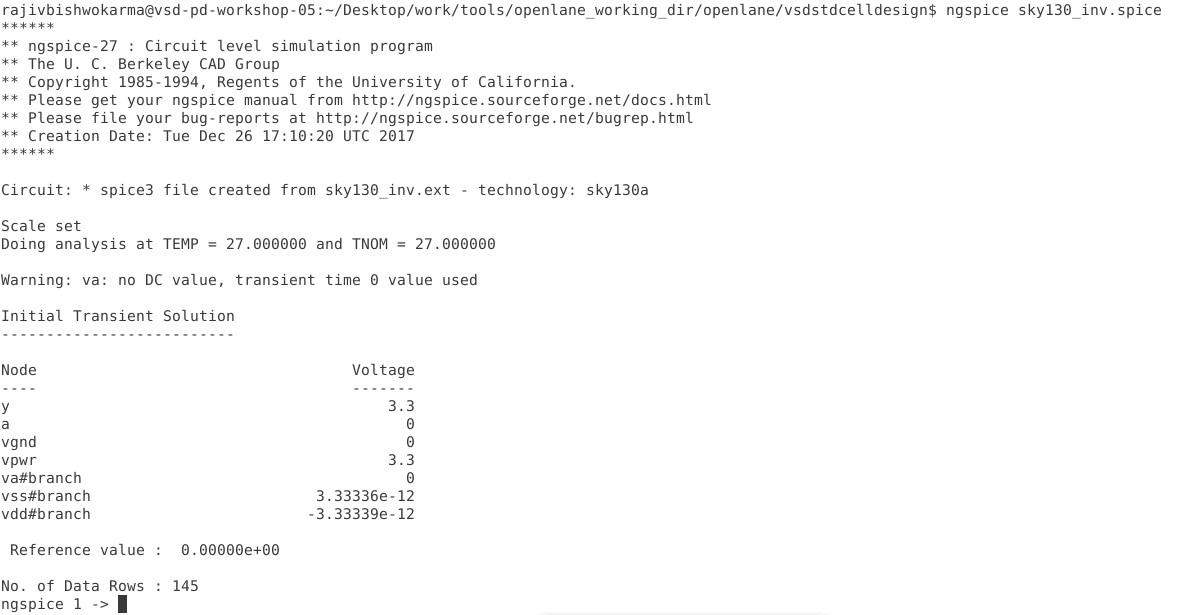 rajivbishwokarma@vsd-pd-workshop-05:~/Desktop/work/tools/openlane_working_dir/openlane/vsdstdcelldesign$ ngspice sky130_inv.spice
******
** ngspice-27 : Circuit level simulation program
** The U. C. Berkeley CAD Group
** Copyright 1985-1994, Regents of the University of California.
** Please get your ngspice manual from http://ngspice.sourceforge.net/docs.html
** Please file your bug-reports at http://ngspice.sourceforge.net/bugrep.html
** Creation Date: Tue Dec 26 17:10:20 UTC 2017
******
Circuit: * spice3 file created from sky130_inv.ext - technology: sky130a
Scale set
Doing analysis at TEMP = 27.000000 and TNOM = 27.000000
Warning: va: no DC value, transient time 0 value used
Initial Transient Solution
--------------------------
Node                                   Voltage
----                                   -------
y                                          3.3
a                                            0
vgnd                                         0
vpwr                                       3.3
va#branch                                    0
vss#branch                         3.33336e-12
vdd#branch                        -3.33339e-12
 Reference value :  0.00000e+00
No. of Data Rows : 145
ngspice 1 ->